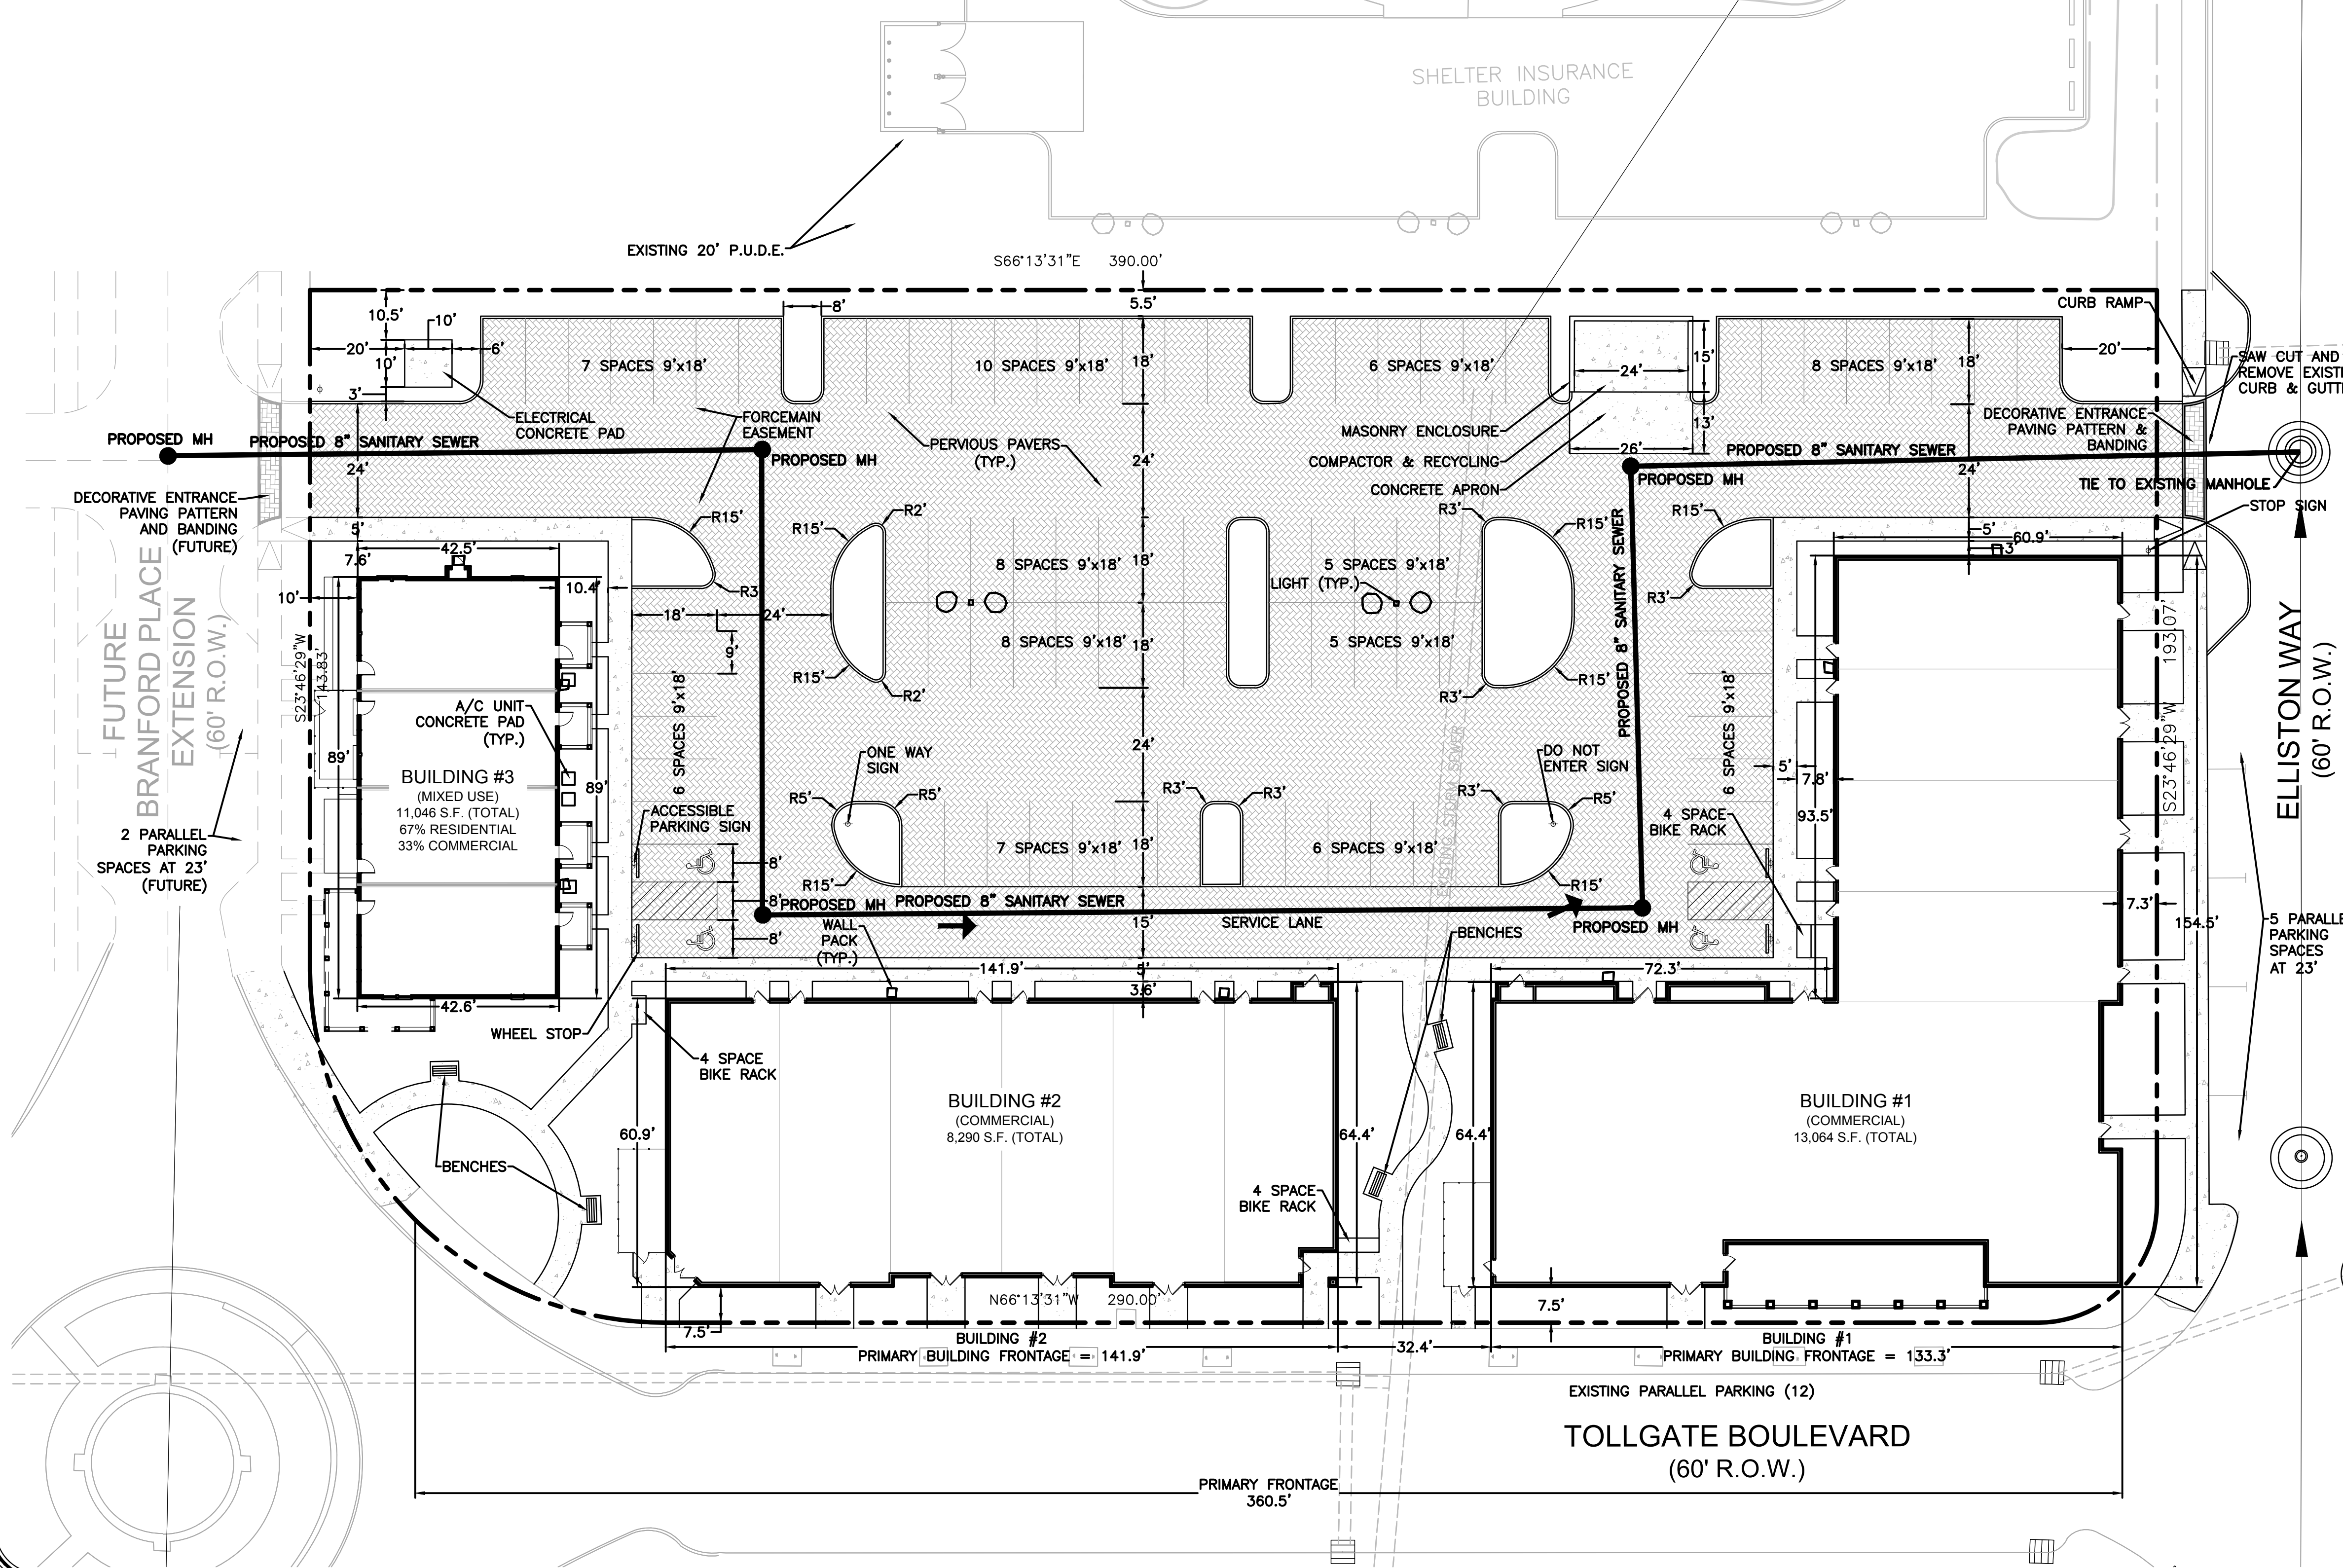 SHELTER INSURANCE
BUILDING
EXISTING 20' P.U.D.E.
S66°13'31"E 390.00'
5.5'
8'
10.5'
10'
20'
6'
10'
3'
7 SPACES 9'x18'
10 SPACES 9'x18'
18'
6 SPACES 9'x18'
24'
15'
8 SPACES 9'x18'
18'
20'
CURB RAMP
SAW CUT AND
REMOVE EXISTI
CURB & GUTT
ELECTRICAL
CONCRETE PAD
FORCEMAIN
EASEMENT
PERVIOUS PAVERS
(TYP.)
MASONRY ENCLOSURE
13'
26'
COMPACTOR & RECYCLING
CONCRETE APRON
DECORATIVE ENTRANCE
PAVING PATTERN &
BANDING
PROPOSED MH
PROPOSED 8" SANITARY SEWER
PROPOSED MH
24'
24'
PROPOSED 8" SANITARY SEWER
24'
PROPOSED MH
TIE TO EXISTING MANHOLE
STOP SIGN
DECORATIVE ENTRANCE
PAVING PATTERN
AND BANDING
(FUTURE)
5'
7.6'
42.5'
R15'
R15'
R2'
R3'
R15'
R15'
5'
3'
60.9'
8 SPACES 9'x18'
18'
5 SPACES 9'x18'
LIGHT (TYP.)
PROPOSED 8" SANITARY SEWER
10'
10.4'
R3'
R3'
18'
24'
9'
8 SPACES 9'x18'
18'
5 SPACES 9'x18'
R15'
R2'
R3'
R15'
FUTURE
BRANFORD PLACE
EXTENSION
(60' R.O.W.)
S23°46'29"W
143.83'
S23°46'29"W 193.07'
ELLISTON WAY
(60' R.O.W.)
A/C UNIT
CONCRETE PAD
(TYP.)
89'
89'
BUILDING #3
(MIXED USE)
11,046 S.F. (TOTAL)
67% RESIDENTIAL
33% COMMERCIAL
6 SPACES 9'x18'
ONE WAY
SIGN
24'
DO NOT
ENTER SIGN
6 SPACES 9'x18'
5'
7.8'
93.5'
EXISTING STORM SEWER
2 PARALLEL
PARKING
SPACES AT 23'
(FUTURE)
ACCESSIBLE
PARKING SIGN
R5'
R5'
R3'
R3'
R3'
R5'
4 SPACE
BIKE RACK
7 SPACES 9'x18'
18'
6 SPACES 9'x18'
8'
8'
8'
R15'
R15'
PROPOSED MH
PROPOSED 8" SANITARY SEWER
15'
SERVICE LANE
PROPOSED MH
7.3'
154.5'
5 PARALLE
PARKING
SPACES
AT 23'
WALL
PACK
(TYP.)
BENCHES
141.9'
5'
3.6'
72.3'
42.6'
WHEEL STOP
4 SPACE
BIKE RACK
BUILDING #2
(COMMERCIAL)
8,290 S.F. (TOTAL)
BUILDING #1
(COMMERCIAL)
13,064 S.F. (TOTAL)
60.9'
64.4'
64.4'
BENCHES
4 SPACE
BIKE RACK
N66°13'31"W 290.00'
7.5'
7.5'
BUILDING #2
PRIMARY BUILDING FRONTAGE = 141.9'
32.4'
BUILDING #1
PRIMARY BUILDING FRONTAGE = 133.3'
EXISTING PARALLEL PARKING (12)
TOLLGATE BOULEVARD
(60' R.O.W.)
PRIMARY FRONTAGE
360.5'